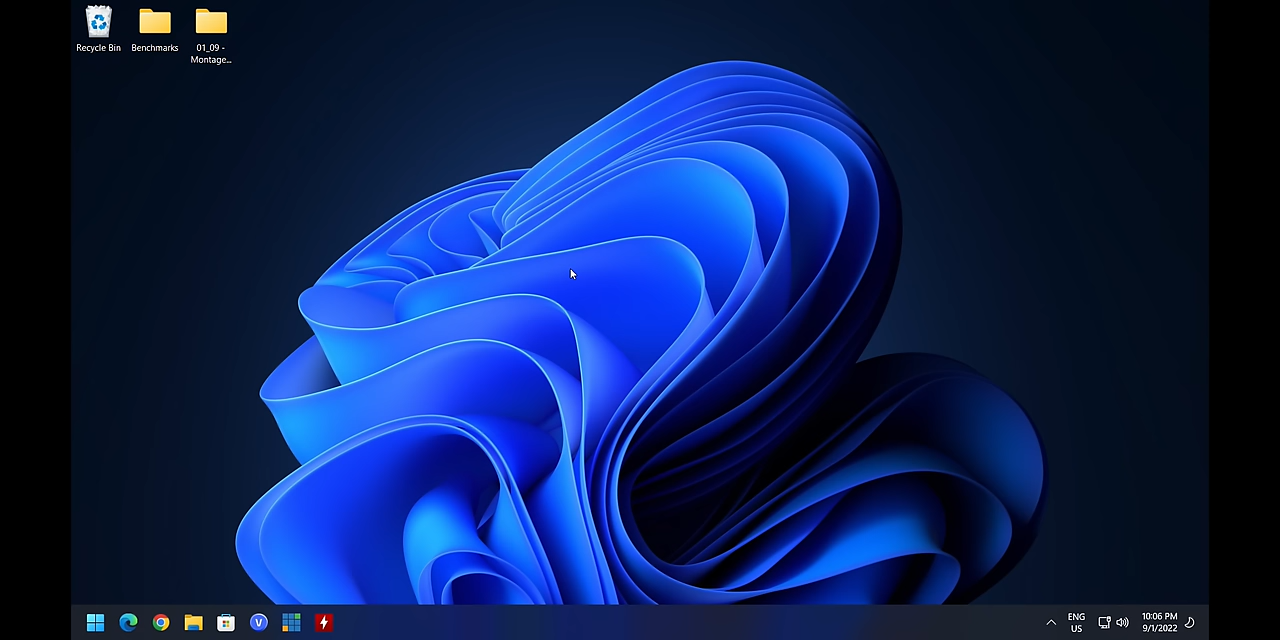 Recycle Bin
Benchmarks
01_09 -
Montage...
V
ENG
US
10:06 PM
9/1/2022